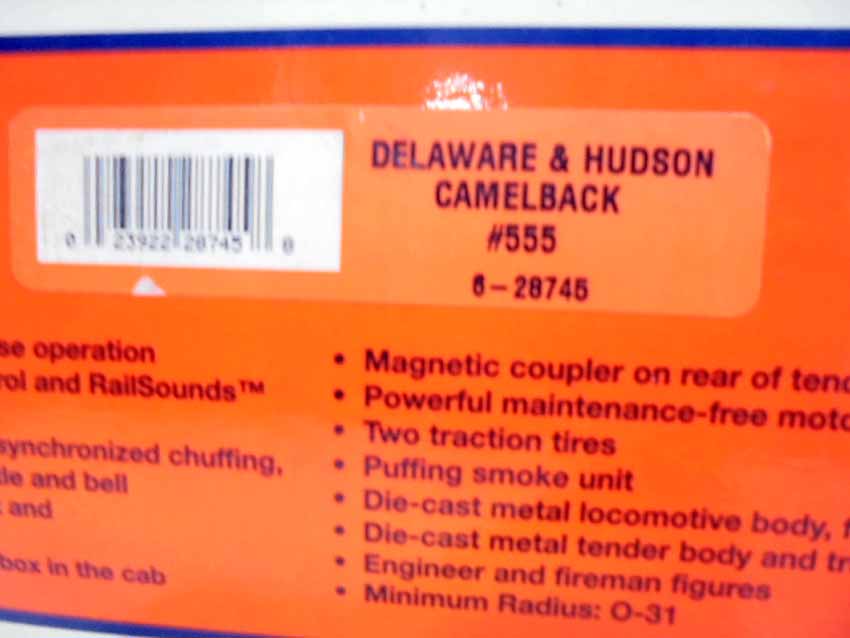 DELAWARE & HUDSON
CAMELBACK
#555
6-28745
0 23922 28745 8
se operation
rol and RailSounds™
synchronized chuffing,
le and bell
and
box in the cab
• Magnetic coupler on rear of tend
• Powerful maintenance-free moto
• Two traction tires
• Puffing smoke unit
• Die-cast metal locomotive body, f
• Die-cast metal tender body and tr
• Engineer and fireman figures
• Minimum Radius: O-31